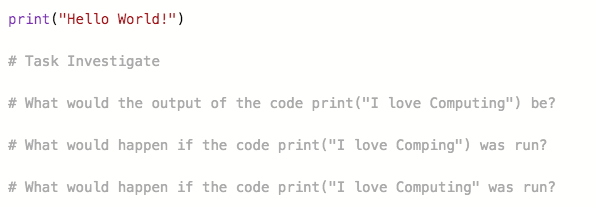 print("Hello World!")
# Task Investigate
# What would the output of the code print("I love Computing") be?
# What would happen if the code print("I love Comping") was run?
# What would happen if the code print("I love Computing" was run?